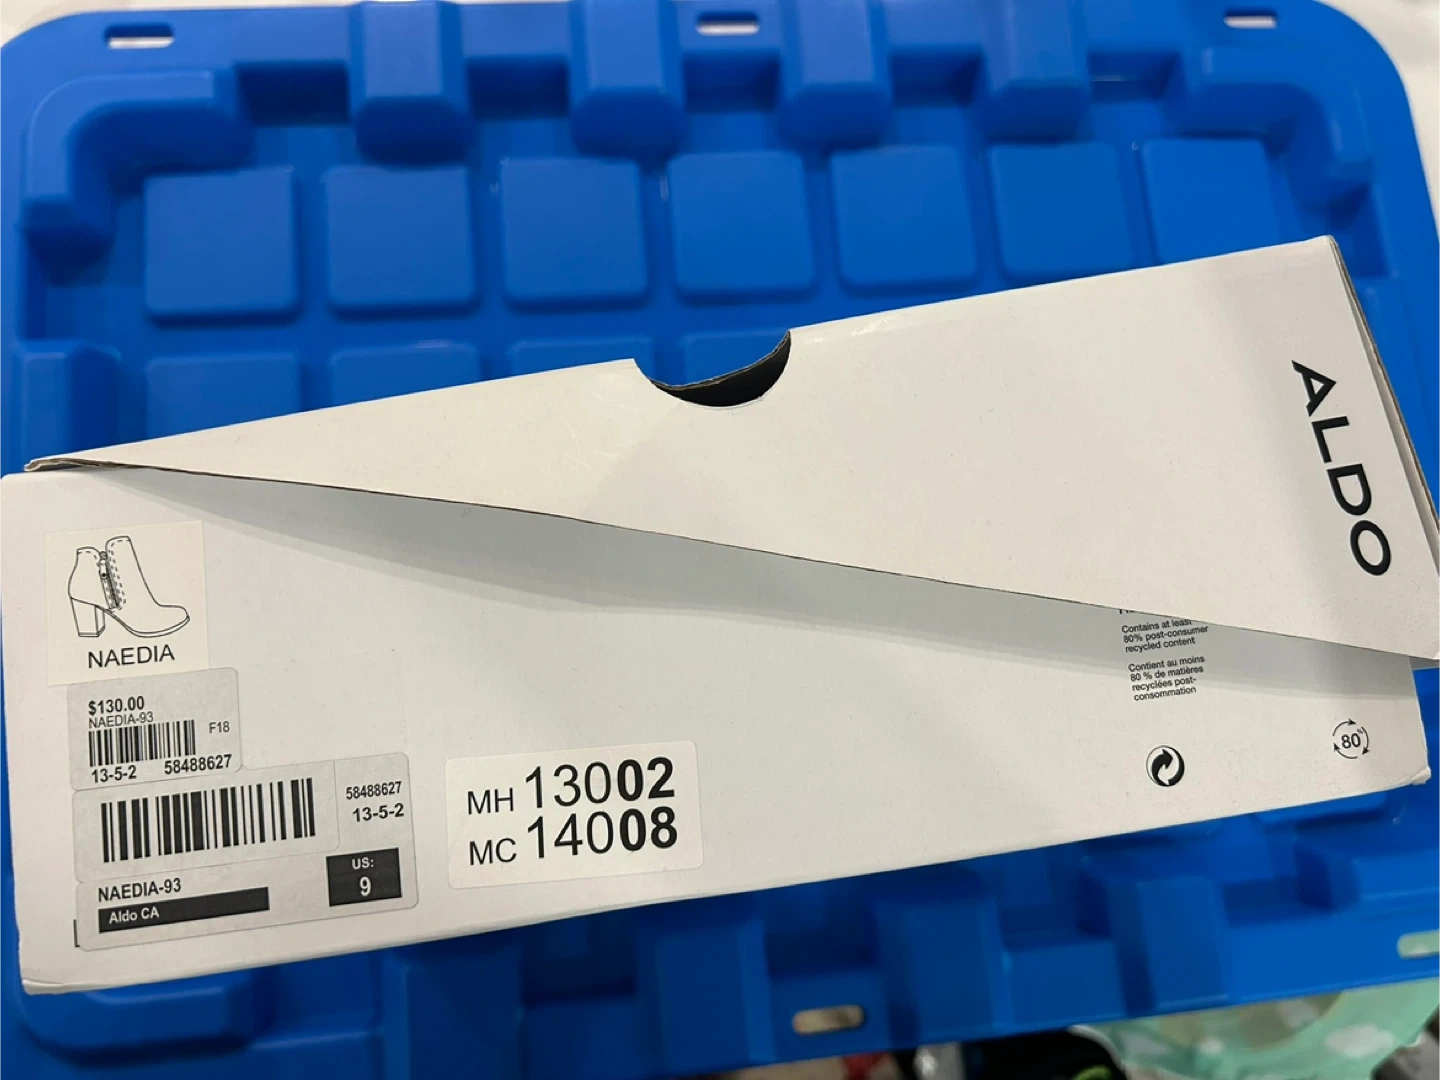 ALDO
NAEDIA
$130.00
NAEDIA-93
F18
13-5-2 58488627
58488627
13-5-2
NAEDIA-93
US:
9
Aldo CA
MH 13002
MC 14008
Contains at least
80% post-consumer
recycled content
Contient au moins
80 % de matières
recyclées post-
consommation
80%